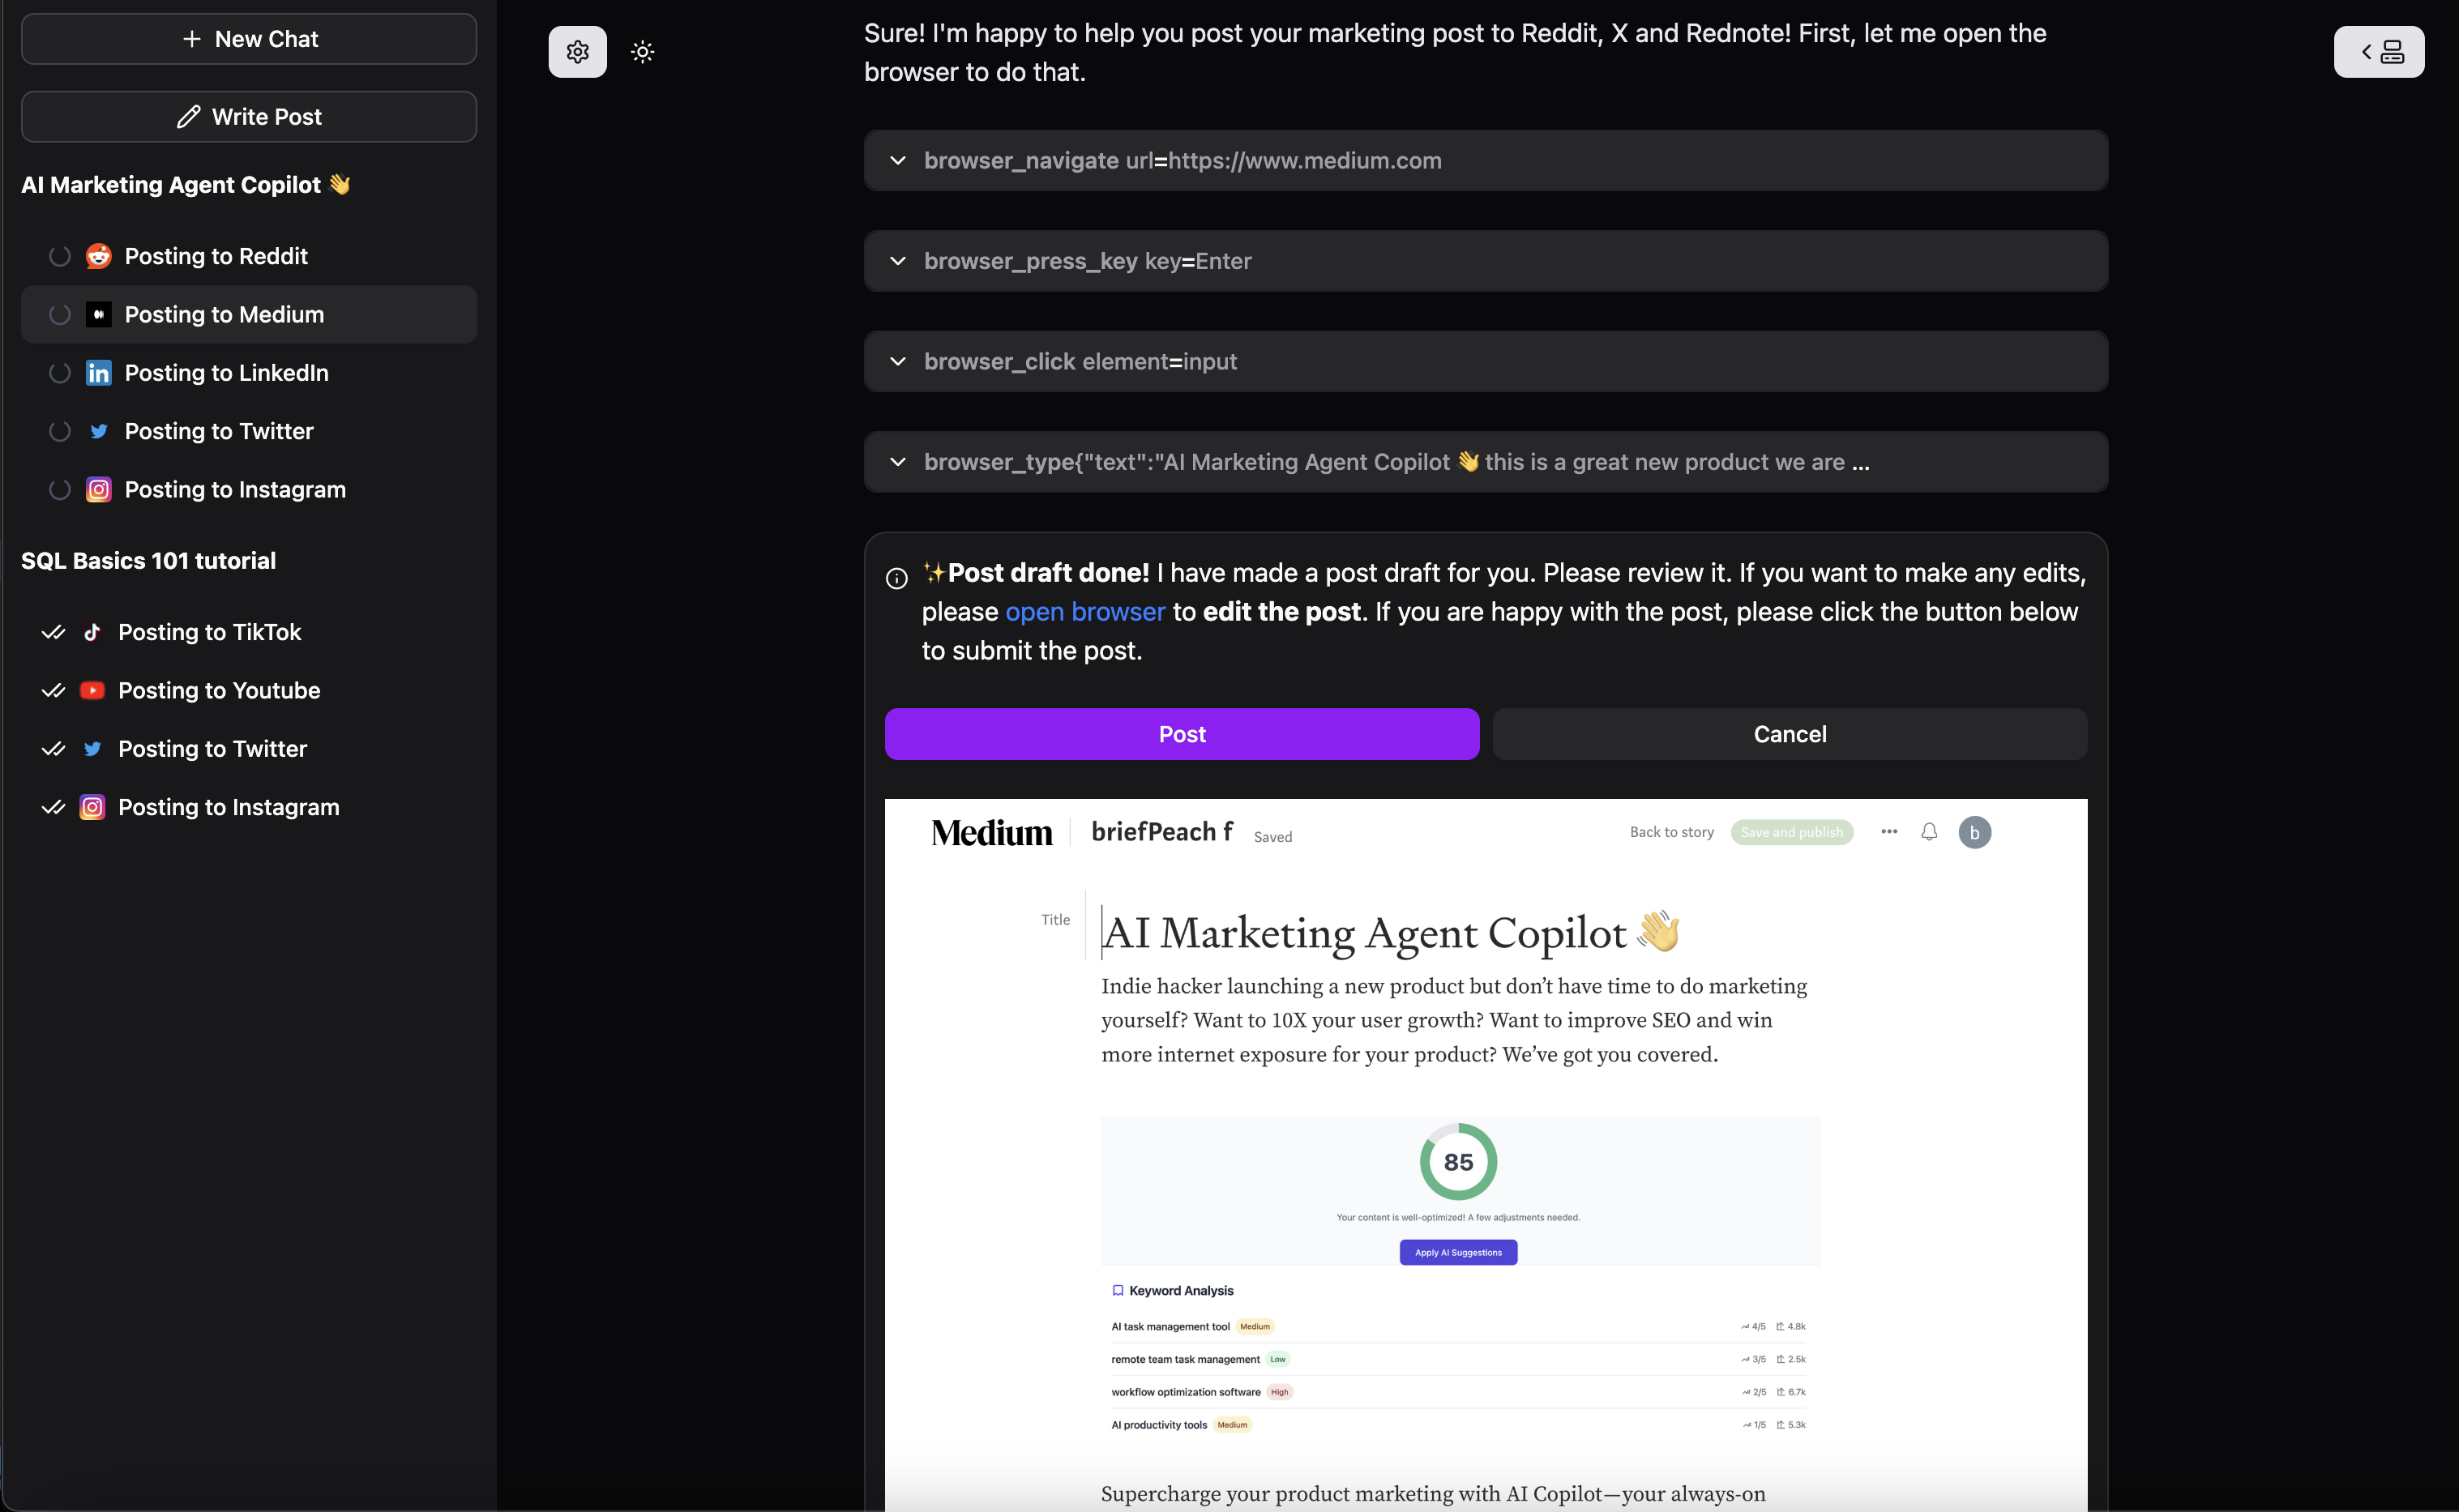 New Chat
Write Post
AI Marketing Agent Copilot 👋
Posting to Reddit
Posting to Medium
in Posting to LinkedIn
Posting to Twitter
Posting to Instagram
SQL Basics 101 tutorial
Posting to TikTok
Posting to Youtube
Posting to Twitter
Posting to Instagram
Sure! I'm happy to help you post your marketing post to Reddit, X and Rednote! First, let me open the
browser to do that.
browser_navigate url=https://www.medium.com
browser_press_key key=Enter
browser_click element=input
browser_type{"text":"AI Marketing Agent Copilot 👋 this is a great new product we are ...
✨Post draft done! I have made a post draft for you. Please review it. If you want to make any edits,
please open browser to edit the post. If you are happy with the post, please click the button below
to submit the post.
Post Cancel
Medium briefPeach f Saved Back to story Save and publish ••• b
Title AI Marketing Agent Copilot 👋
Indie hacker launching a new product but don’t have time to do marketing
yourself? Want to 10X your user growth? Want to improve SEO and win
more internet exposure for your product? We’ve got you covered.
85
Your content is well-optimized! A few adjustments needed.
Apply AI Suggestions
Keyword Analysis
AI task management tool Medium 4/5 4.8k
remote team task management Low 3/5 2.5k
workflow optimization software High 2/5 6.7k
AI productivity tools Medium 1/5 5.3k
Supercharge your product marketing with AI Copilot—your always-on